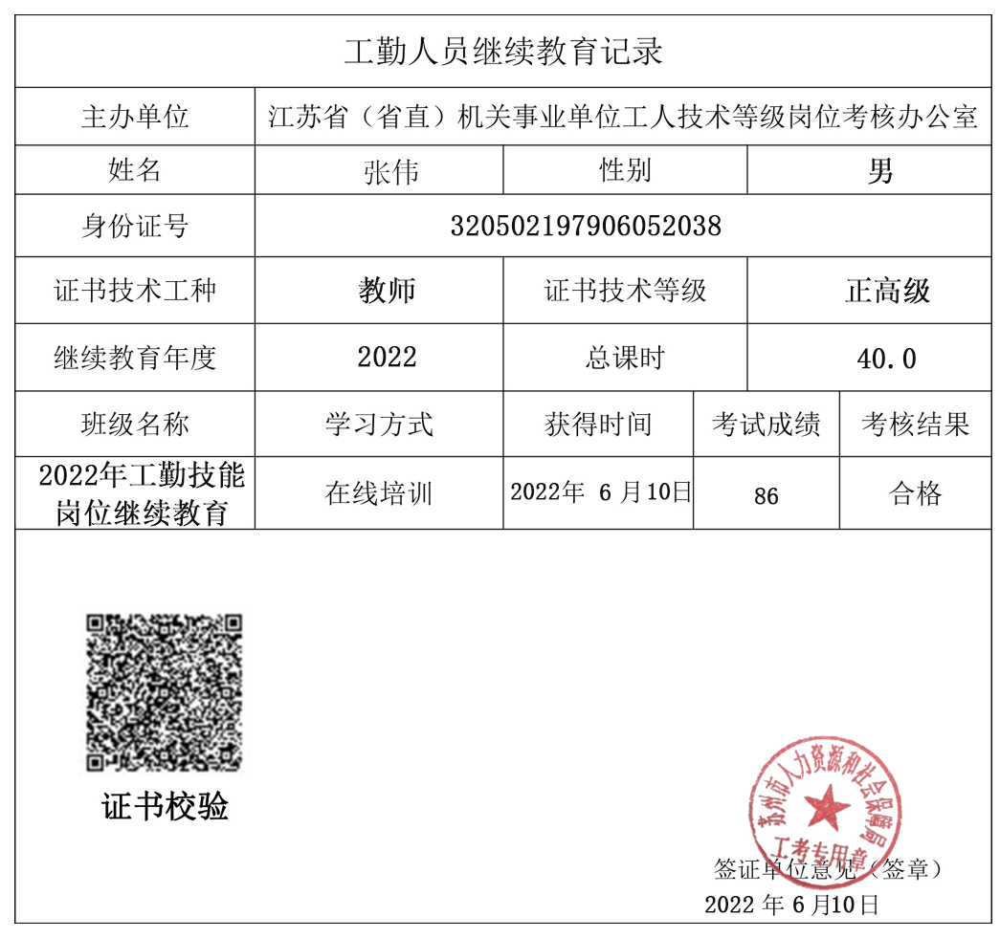 工勤人员继续教育记录
主办单位 江苏省（省直）机关事业单位工人技术等级岗位考核办公室
姓名 张伟 性别 男
身份证号 320502197906052038
证书技术工种 教师 证书技术等级 正高级
继续教育年度 2022 总课时 40.0
班级名称 学习方式 获得时间 考试成绩 考核结果
2022年工勤技能
岗位继续教育 在线培训 2022年 6 月10日 86 合格
证书校验
苏州市人力资源和社会保障局
工考专用章
签证单位意见（签章）
2022 年 6 月10 日